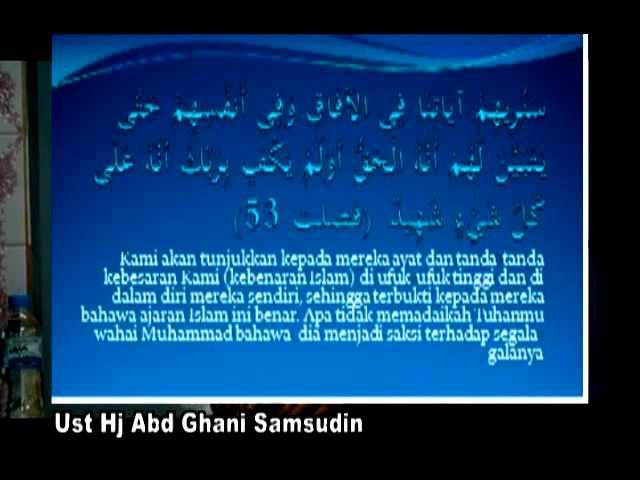 سَنُرِيهِمْ آيَاتِنَا فِي الْآفَاقِ وَفِي أَنْفُسِهِمْ حَتَّى
يَتَبَيَّنَ لَهُمْ أَنَّهُ الْحَقُّ أَوَلَمْ يَكْفِ بِرَبِّكَ أَنَّهُ عَلَى
كُلِّ شَيْءٍ شَهِيدٌ (فصلت 53)
Kami akan tunjukkan kepada mereka ayat dan tanda tanda
kebesaran Kami (kebenaran Islam) di ufuk ufuk tinggi dan di
dalam diri mereka sendiri, sehingga terbukti kepada mereka
bahawa ajaran Islam ini benar. Apa tidak memadaikah Tuhanmu
wahai Muhammad bahawa dia menjadi saksi terhadap segala
galanya
Ust Hj Abd Ghani Samsudin